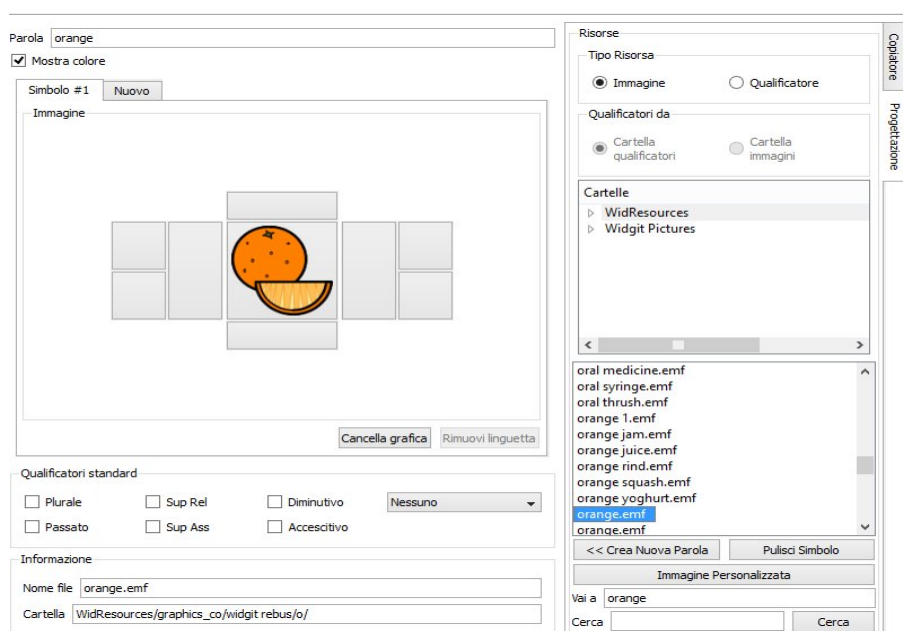 Parola orange
Mostra colore
Simbolo #1 Nuovo
Immagine
Cancella grafica Rimuovi linguetta
Qualificatori standard
Plurale Sup Rel Diminutivo Nessuno
Passato Sup Ass Accescitivo
Informazione
Nome file orange.emf
Cartella WidResources/graphics_co/widgit rebus/o/
Risorse
Tipo Risorsa
Immagine Qualificatore
Qualificatori da
Cartella qualificatori
Cartella immagini
Cartelle
WidResources
Widgit Pictures
oral medicine.emf
oral syringe.emf
oral thrush.emf
orange 1.emf
orange jam.emf
orange juice.emf
orange rind.emf
orange squash.emf
orange yoghurt.emf
orange.emf
orange.emf
<< Crea Nuova Parola Pulisci Simbolo
Immagine Personalizzata
Vai a orange
Cerca Cerca
Copiatore
Progettazione